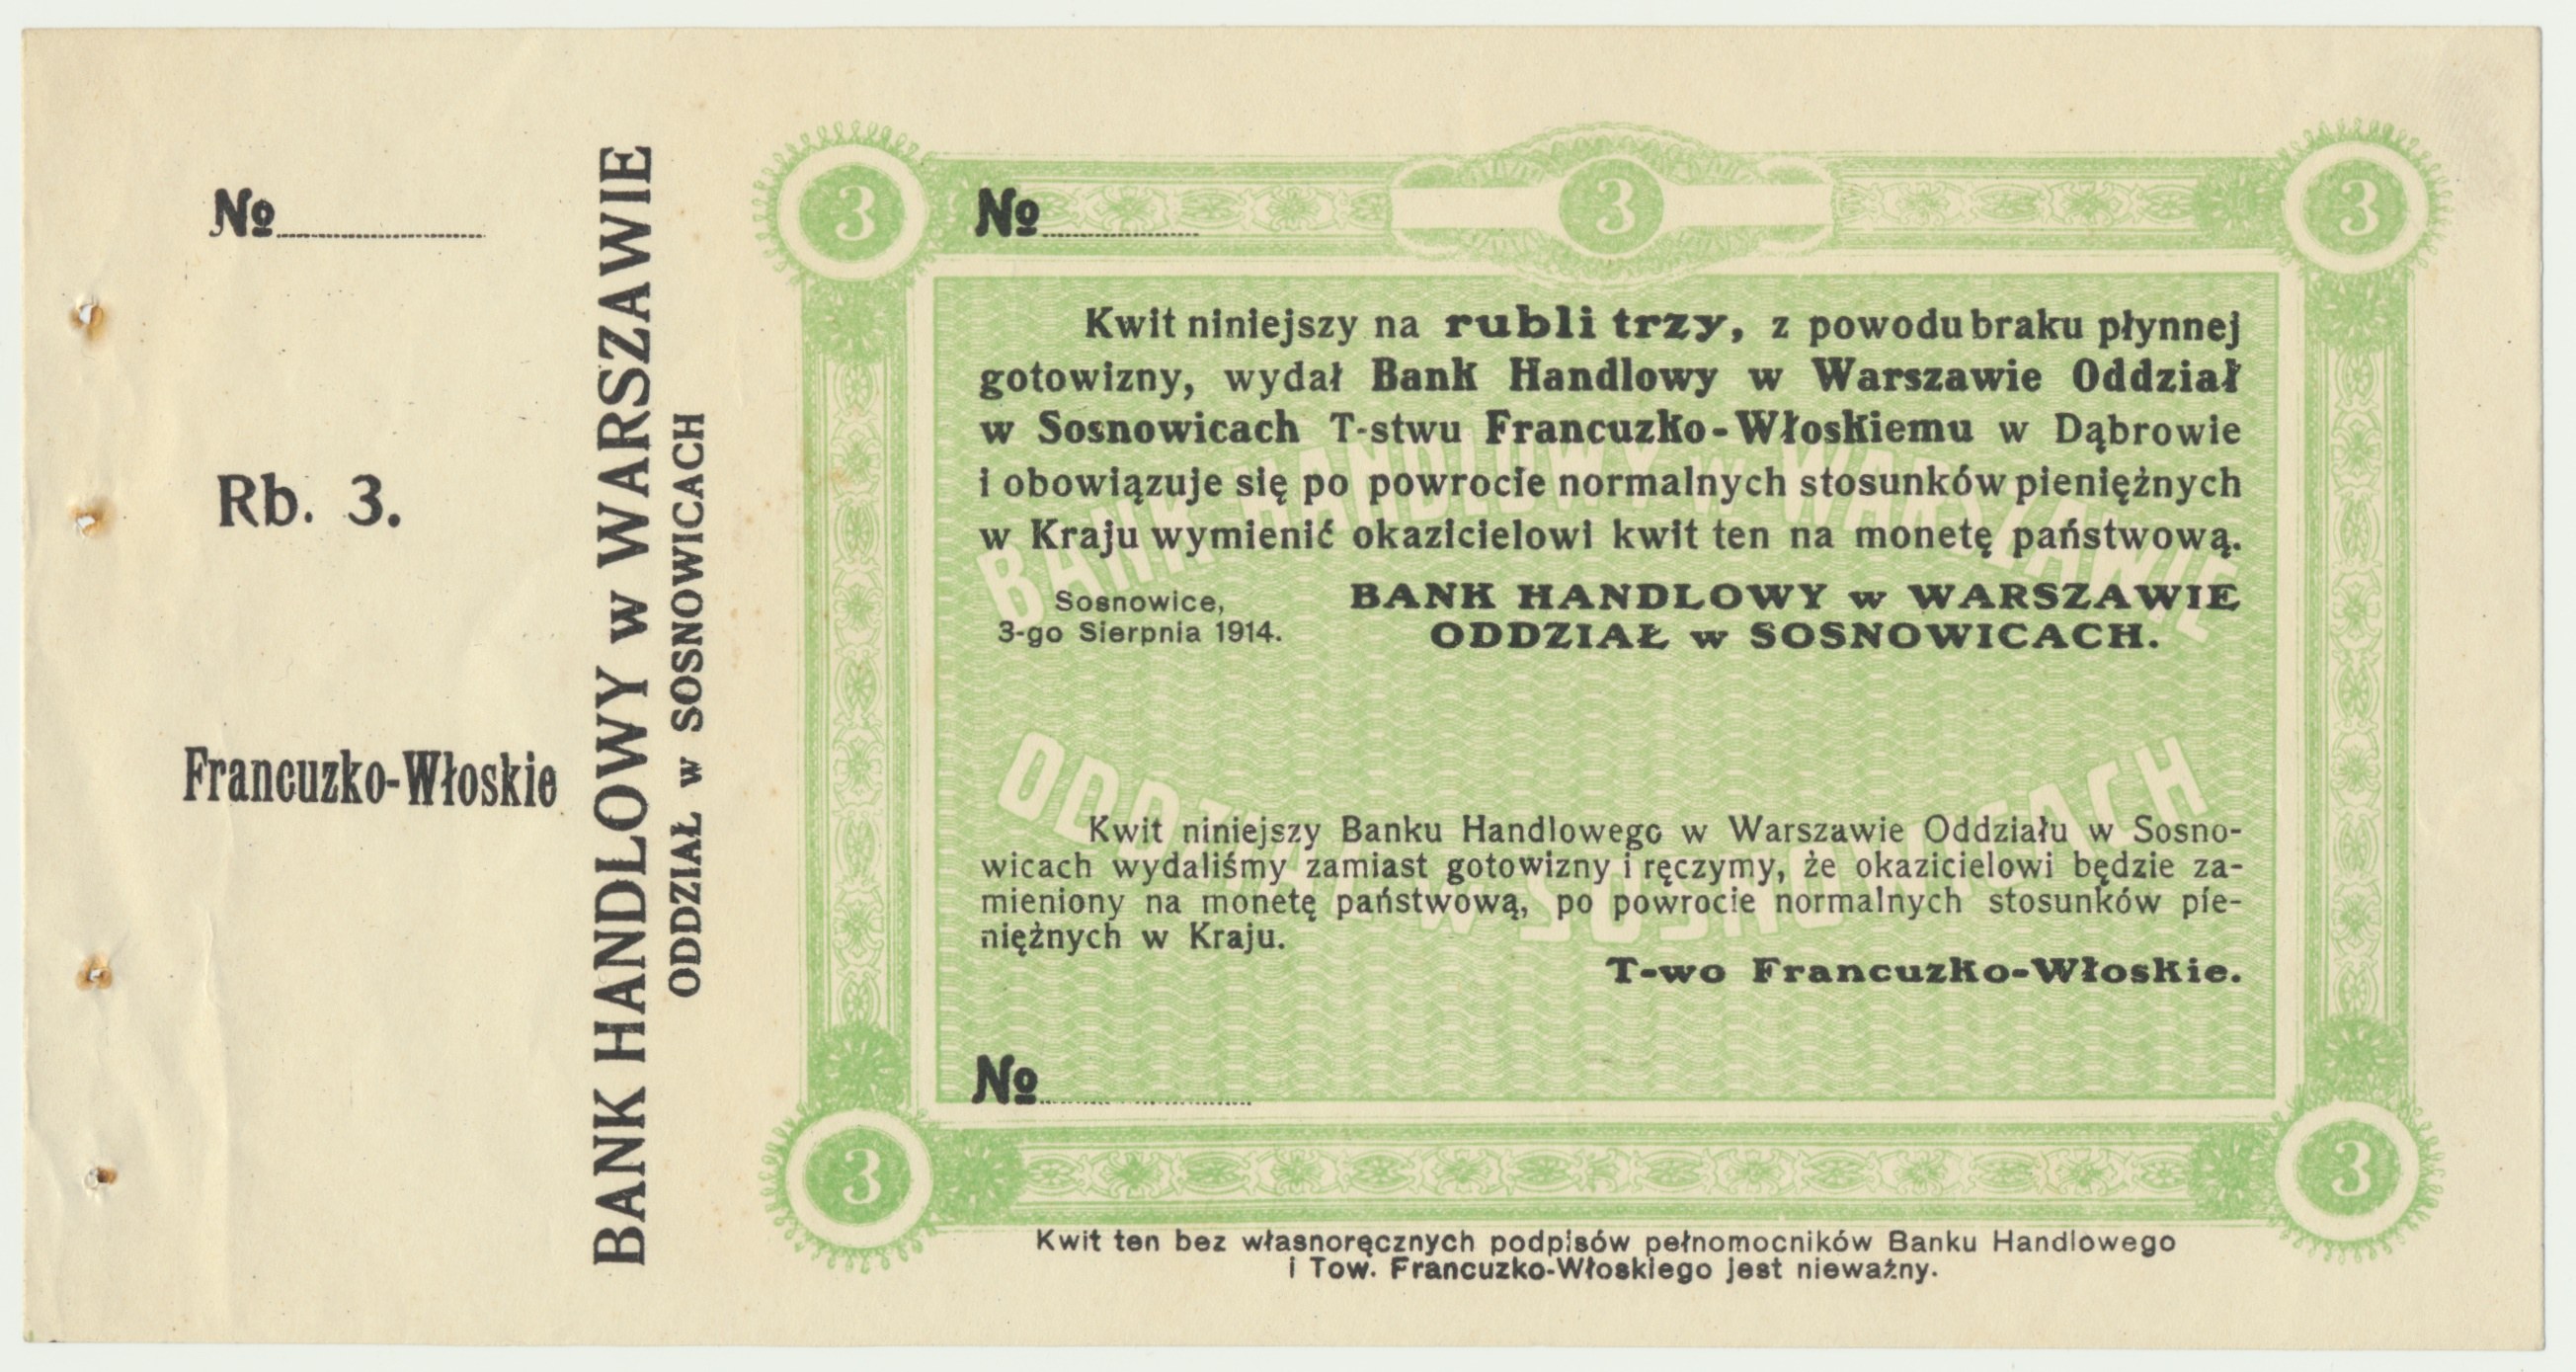 №
Rb. 3.
Francuzko-Włoskie
BANK HANDLOWY w WARSZAWIE
ODDZIAŁ w SOSNOWICACH
3
3
3
№
Kwit niniejszy na rubli trzy, z powodu braku płynnej
gotowizny, wydał Bank Handlowy w Warszawie Oddział
w Sosnowicach T-stwu Francuzko-Włoskiemu w Dąbrowie
i obowiązuje się po powrocie normalnych stosunków pieniężnych
w Kraju wymienić okazicielowi kwit ten na monetę państwową.
BANK HANDLOWY w WARSZAWIE
Sosnowice,
3-go Sierpnia 1914.
BANK HANDLOWY w WARSZAWIE
ODDZIAŁ w SOSNOWICACH.
ODDZIAŁ w SOSNOWICACH
Kwit niniejszy Banku Handlowego w Warszawie Oddziału w Sosno-
wicach wydaliśmy zamiast gotowizny i ręczymy, że okazicielowi będzie za-
mieniony na monetę państwową, po powrocie normalnych stosunków pie-
niężnych w Kraju.
T-wo Francuzko-Włoskie.
№
3
3
Kwit ten bez własnoręcznych podpisów pełnomocników Banku Handlowego
i Tow. Francuzko-Włoskiego jest nieważny.